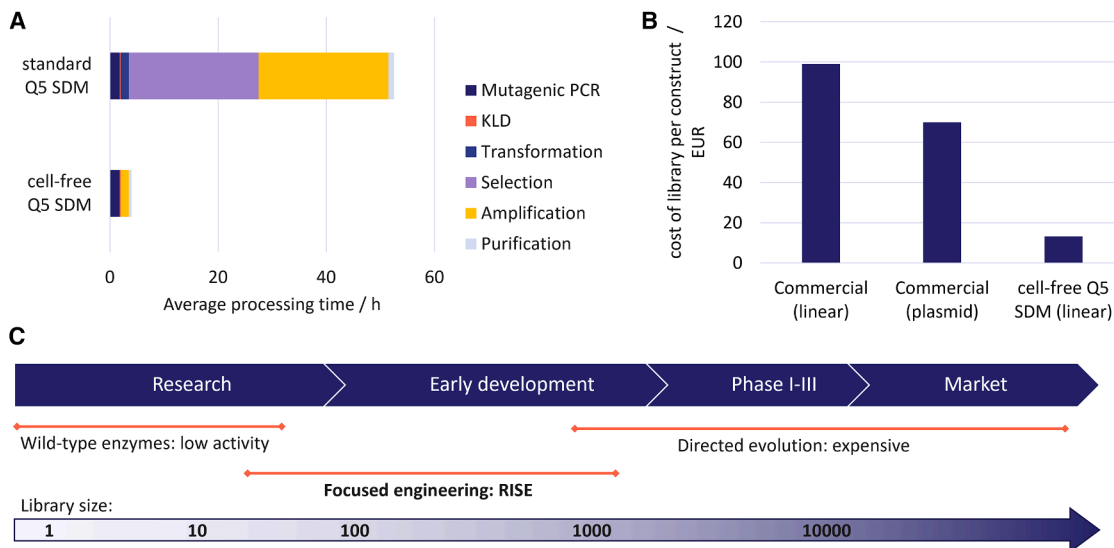 A
standard
Q5 SDM
cell-free
Q5 SDM
0
20
40
60
Average processing time / h
Mutagenic PCR
KLD
Transformation
Selection
Amplification
Purification
B
cost of library per construct /
EUR
120
100
80
60
40
20
0
Commercial
(linear)
Commercial
(plasmid)
cell-free Q5
SDM (linear)
C
Research
Early development
Phase I-III
Market
Wild-type enzymes: low activity
Directed evolution: expensive
Focused engineering: RISE
Library size:
1
10
100
1000
10000